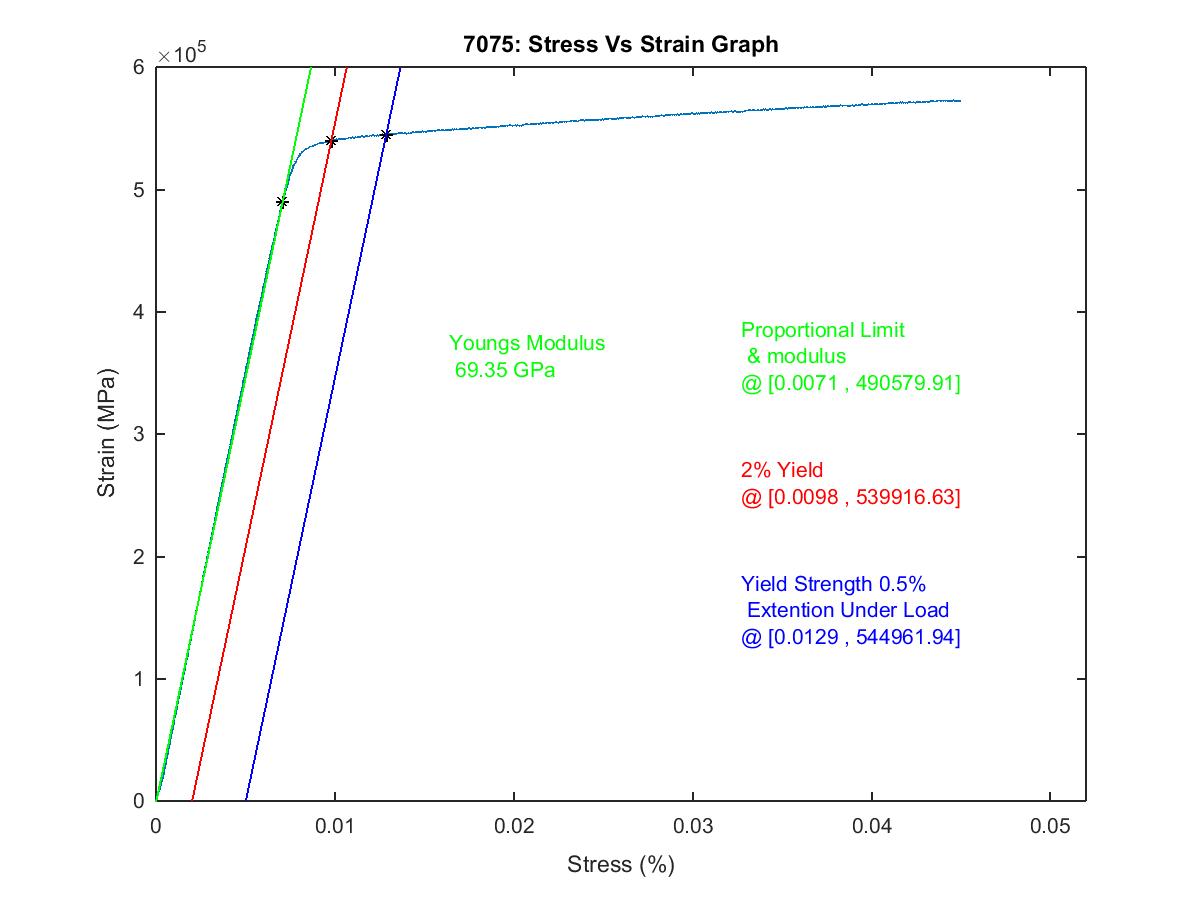 7075: Stress Vs Strain Graph
×10⁵
6
5
4
3
2
1
0
Strain (MPa)
Youngs Modulus
69.35 GPa
Proportional Limit
& modulus
@ [0.0071 , 490579.91]
2% Yield
@ [0.0098 , 539916.63]
Yield Strength 0.5%
Extention Under Load
@ [0.0129 , 544961.94]
0 0.01 0.02 0.03 0.04 0.05
Stress (%)